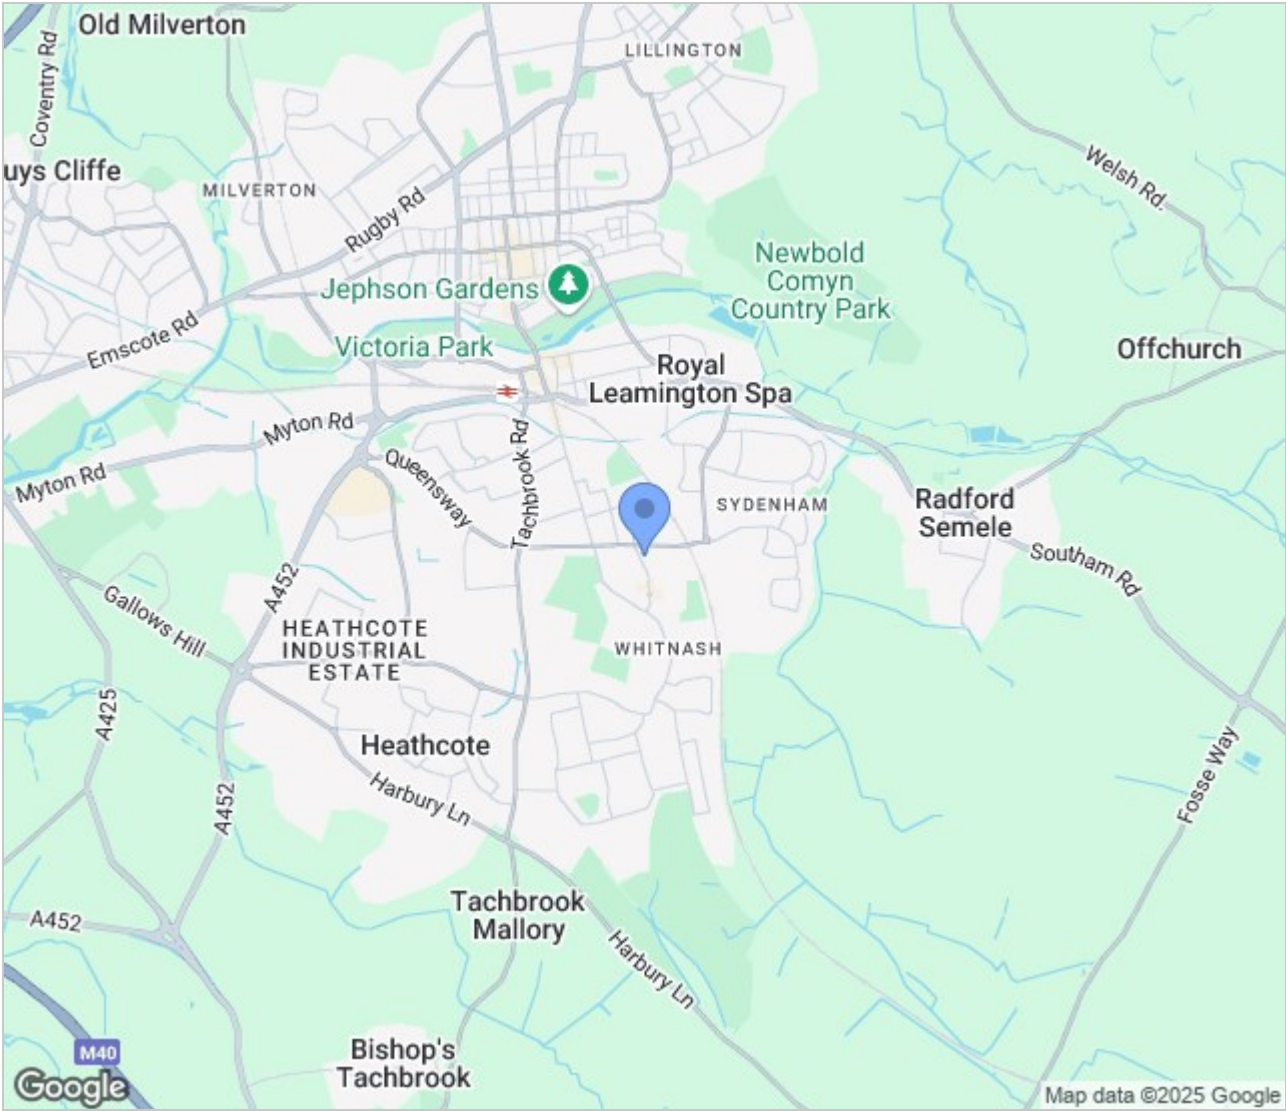 Old Milverton
LILLINGTON
Coventry Rd
uys Cliffe
Welsh Rd.
MILVERTON
Rugby Rd
Newbold
Comyn
Country Park
Jephson Gardens
Emscote Rd
Victoria Park
Offchurch
Royal
Leamington Spa
Myton Rd
Myton Rd
Queensway
Tachbrook Rd
SYDENHAM
Radford
Semele
Southam Rd
A452
Gallows Hill
HEATHCOTE
INDUSTRIAL
ESTATE
WHITNASH
A425
Heathcote
Fosse Way
A452
Harbury Ln
Tachbrook
Mallory
A452
Harbury Ln
M40
Bishop's
Tachbrook
Google
Map data ©2025 Google